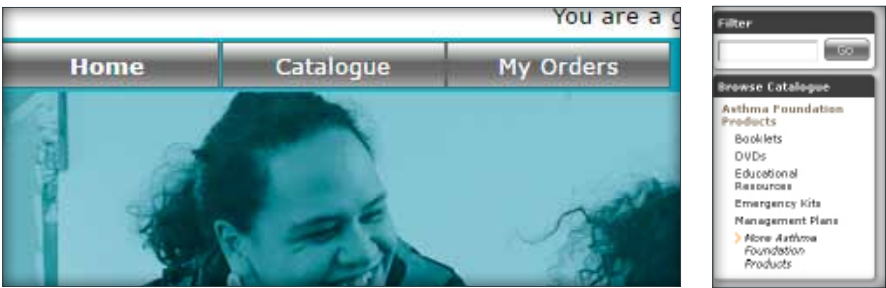 You are a
Home Catalogue My Orders
Filter
Go
Browse Catalogue
Asthma Foundation
Products
Booklets
DVDs
Educational
Resources
Emergency Kits
Management Plans
More Asthma
Foundation
Products